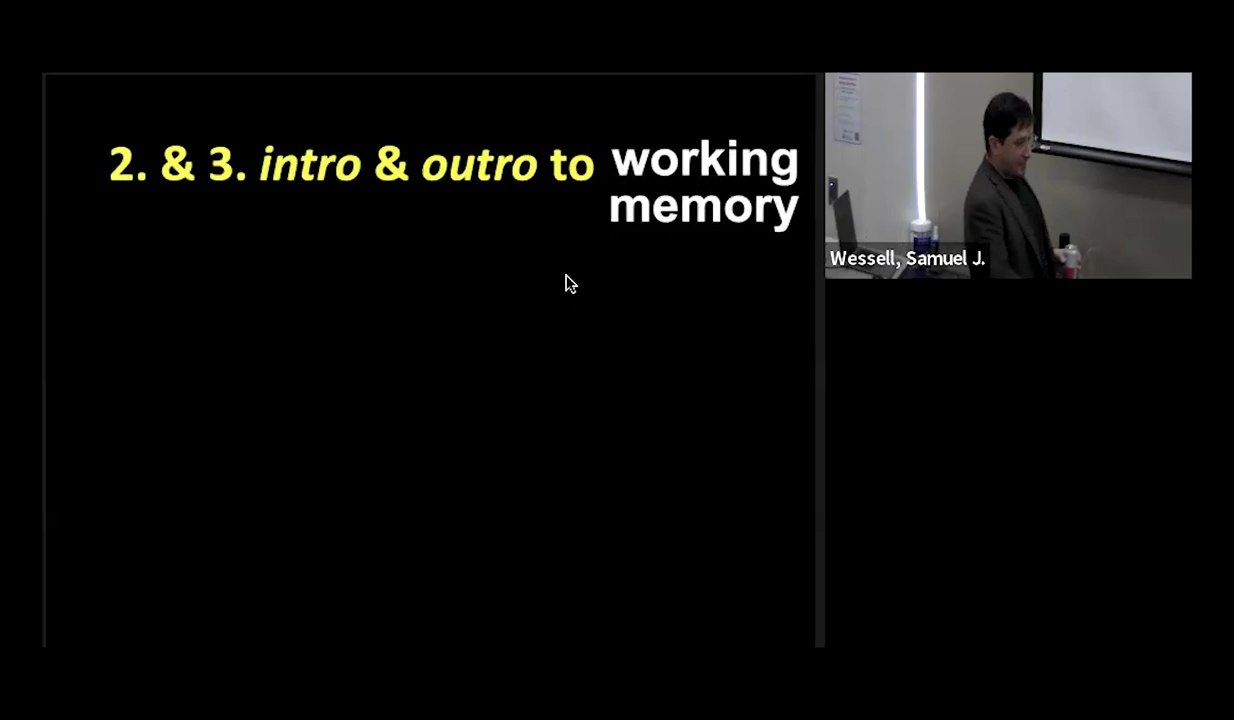 2. & 3. intro & outro to working
memory
Wessell, Samuel J.